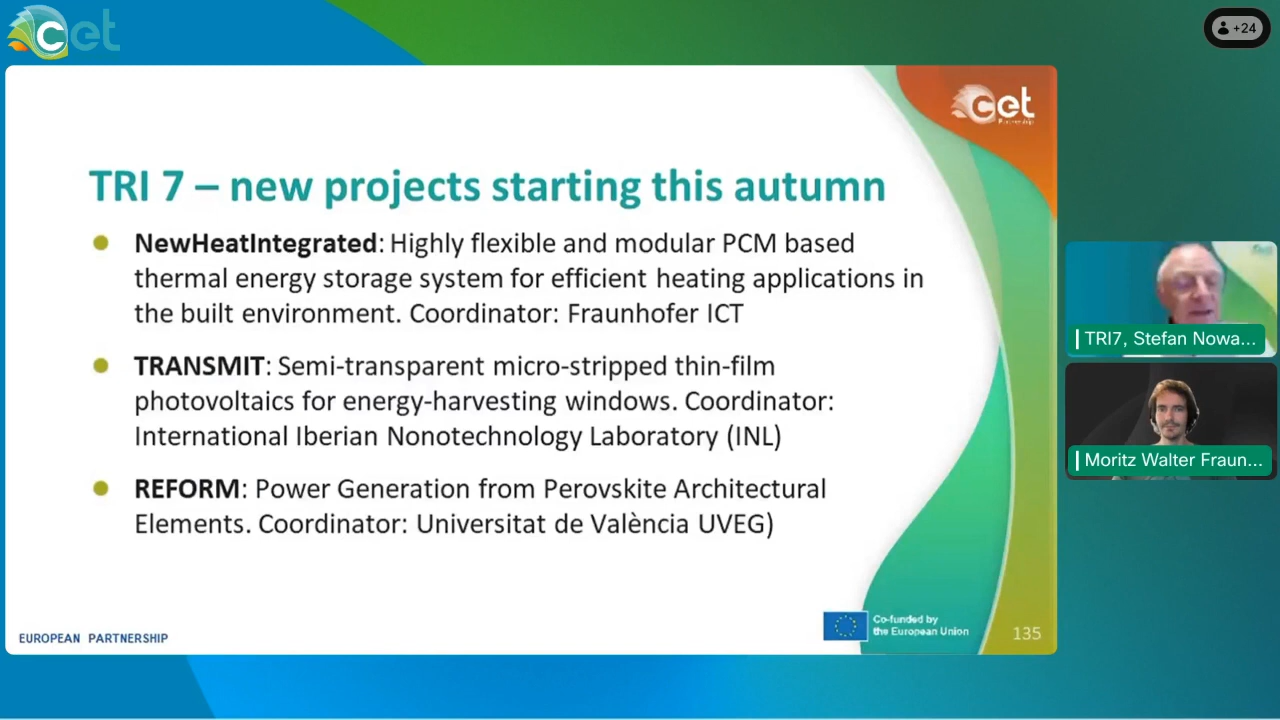 cet
+24
cet
TRI 7 – new projects starting this autumn
NewHeatIntegrated: Highly flexible and modular PCM based
thermal energy storage system for efficient heating applications in
the built environment. Coordinator: Fraunhofer ICT
TRANSMIT: Semi-transparent micro-stripped thin-film
photovoltaics for energy-harvesting windows. Coordinator:
International Iberian Nonotechnology Laboratory (INL)
REFORM: Power Generation from Perovskite Architectural
Elements. Coordinator: Universitat de València UVEG)
TRI7, Stefan Nowa...
Moritz Walter Fraun...
EUROPEAN PARTNERSHIP
Co-funded by
the European Union
135